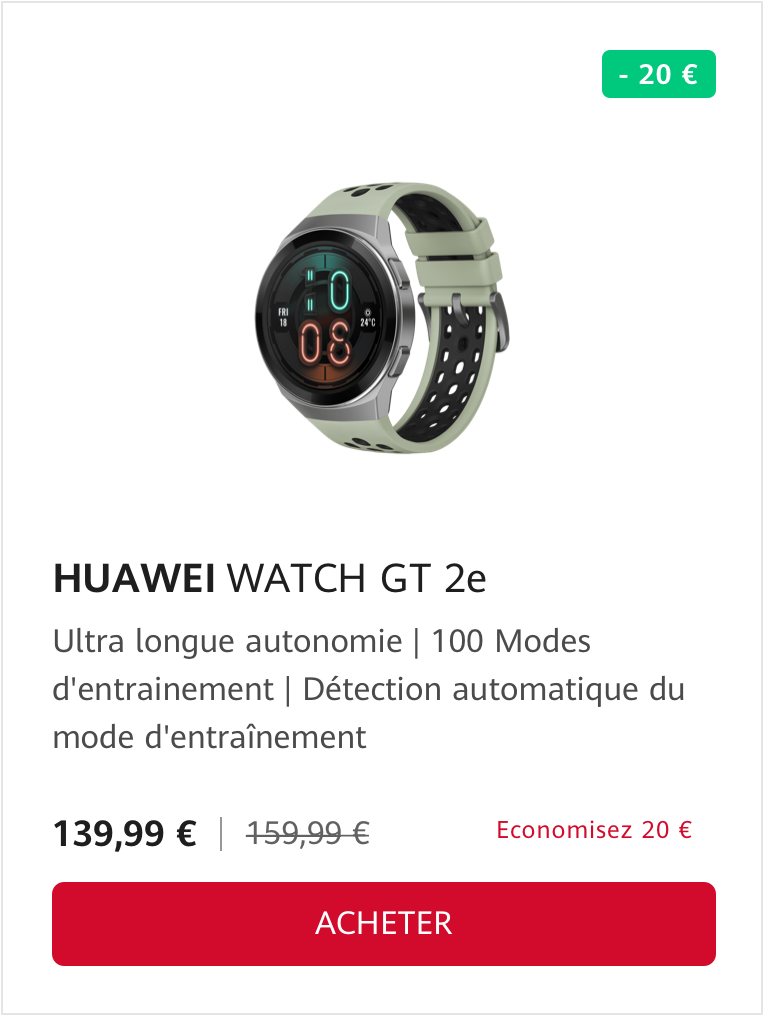 - 20 €
FRI
18
10
08
24°C
HUAWEI WATCH GT 2e
Ultra longue autonomie | 100 Modes
d'entrainement | Détection automatique du
mode d'entraînement
139,99 € | 159,99 €
Economisez 20 €
ACHETER